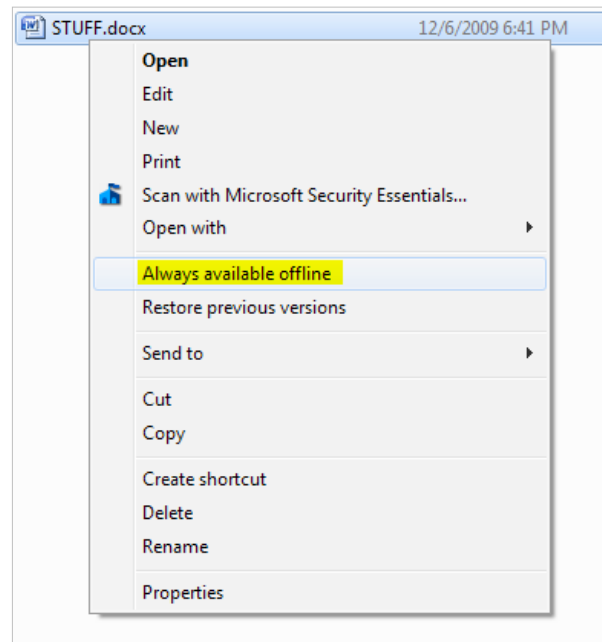 STUFF.docx 12/6/2009 6:41 PM
Open
Edit
New
Print
Scan with Microsoft Security Essentials...
Open with
Always available offline
Restore previous versions
Send to
Cut
Copy
Create shortcut
Delete
Rename
Properties